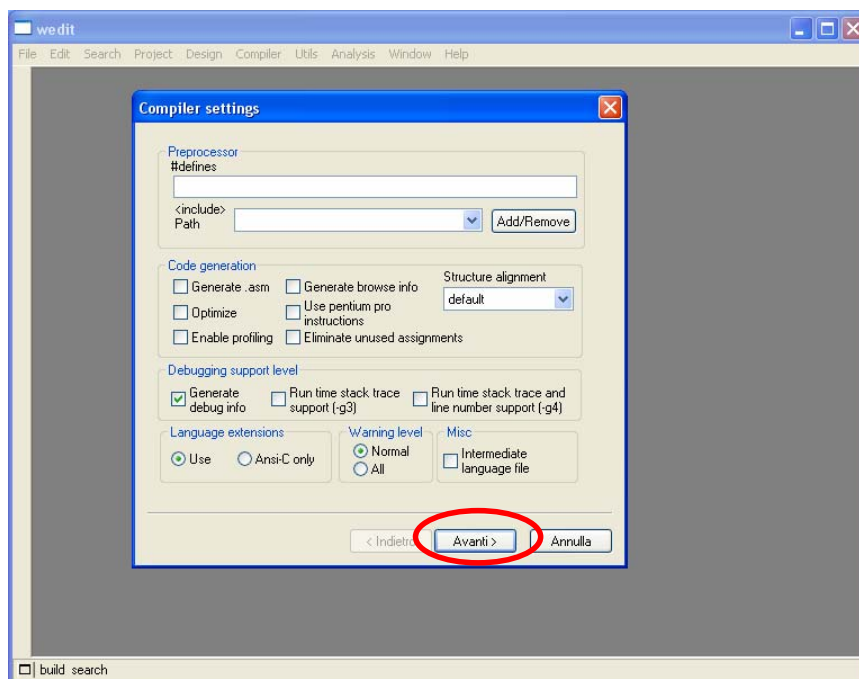 wedit
File Edit Search Project Design Compiler Utils Analysis Window Help
Compiler settings
Preprocessor
#defines
<include>
Path
Add/Remove
Code generation
Generate .asm
Generate browse info
Structure alignment
default
Optimize
Use pentium pro
instructions
Enable profiling
Eliminate unused assignments
Debugging support level
Generate
debug info
Run time stack trace
support (-g3)
Run time stack trace and
line number support (-g4)
Language extensions
Use
Ansi-C only
Warning level
Normal
All
Misc
Intermediate
language file
< Indietro
Avanti >
Annulla
build search